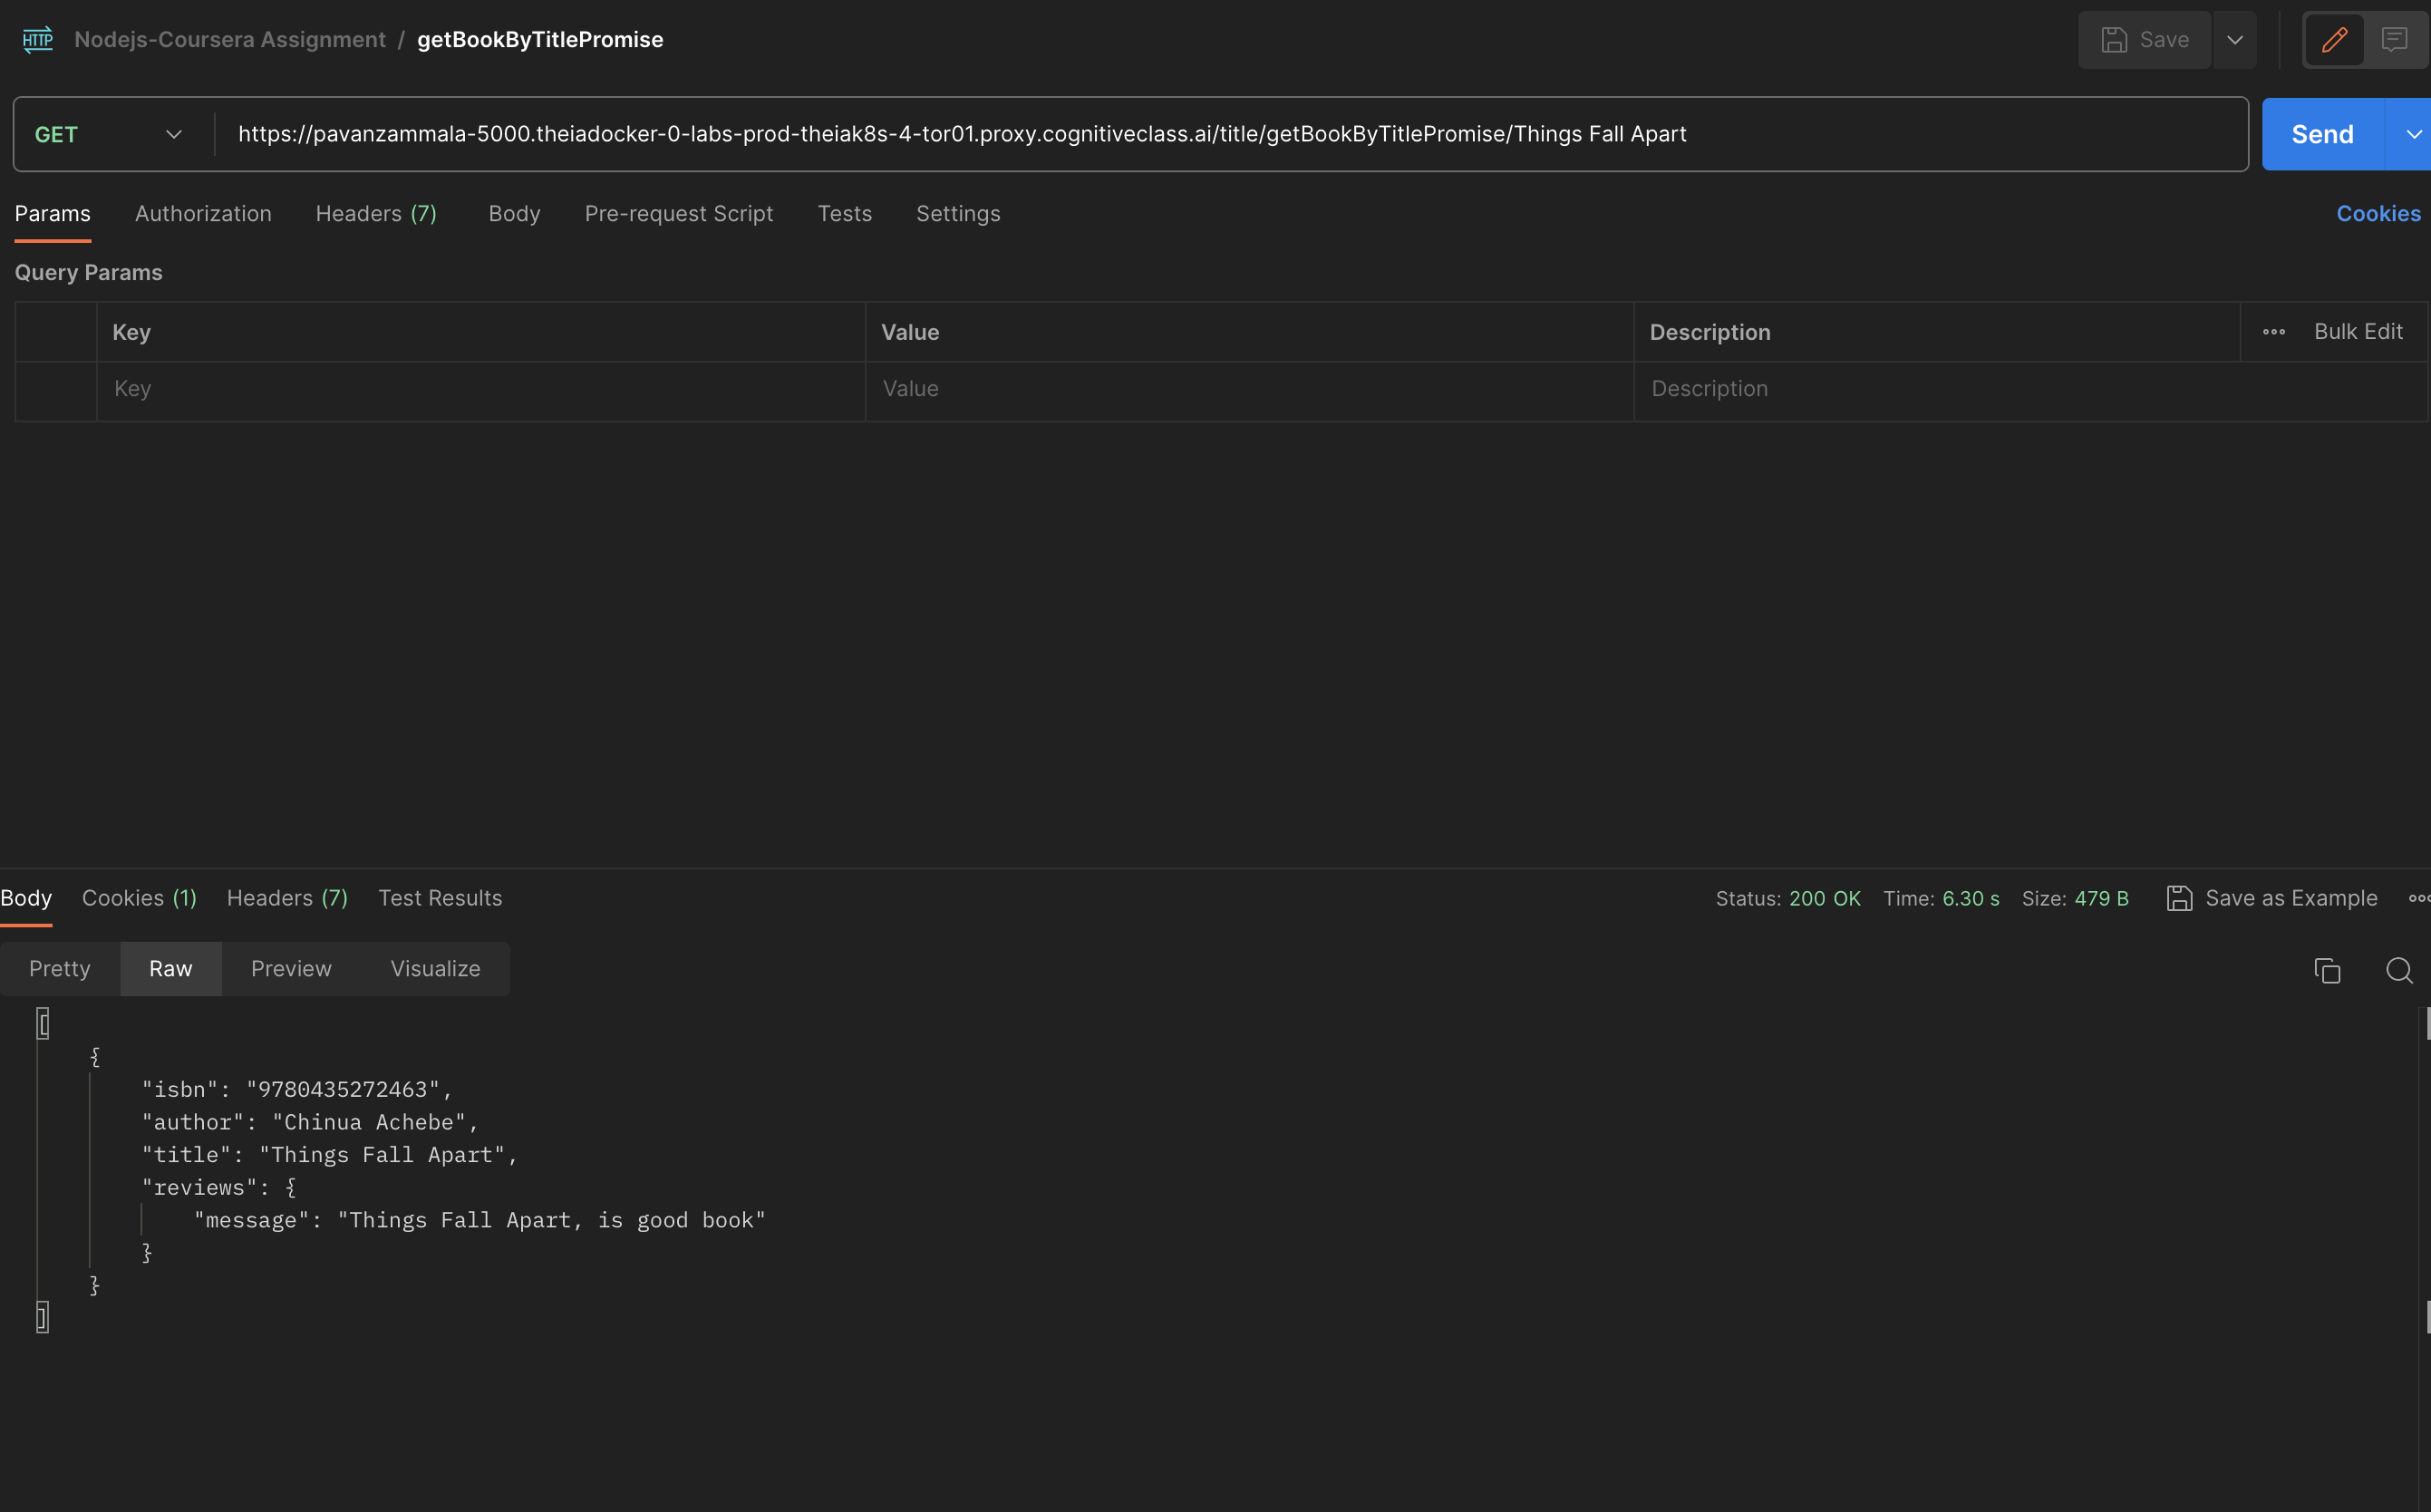 HTTP Nodejs-Coursera Assignment / getBookByTitlePromise Save
GET https://pavanzammala-5000.theiadocker-0-labs-prod-theiak8s-4-tor01.proxy.cognitiveclass.ai/title/getBookByTitlePromise/Things Fall Apart Send
Params Authorization Headers (7) Body Pre-request Script Tests Settings Cookies
Query Params
Key Value Description Bulk Edit
Key Value Description
Body Cookies (1) Headers (7) Test Results Status: 200 OK Time: 6.30 s Size: 479 B Save as Example
Pretty Raw Preview Visualize
[
{
"isbn": "9780435272463",
"author": "Chinua Achebe",
"title": "Things Fall Apart",
"reviews": {
"message": "Things Fall Apart, is good book"
}
}
]